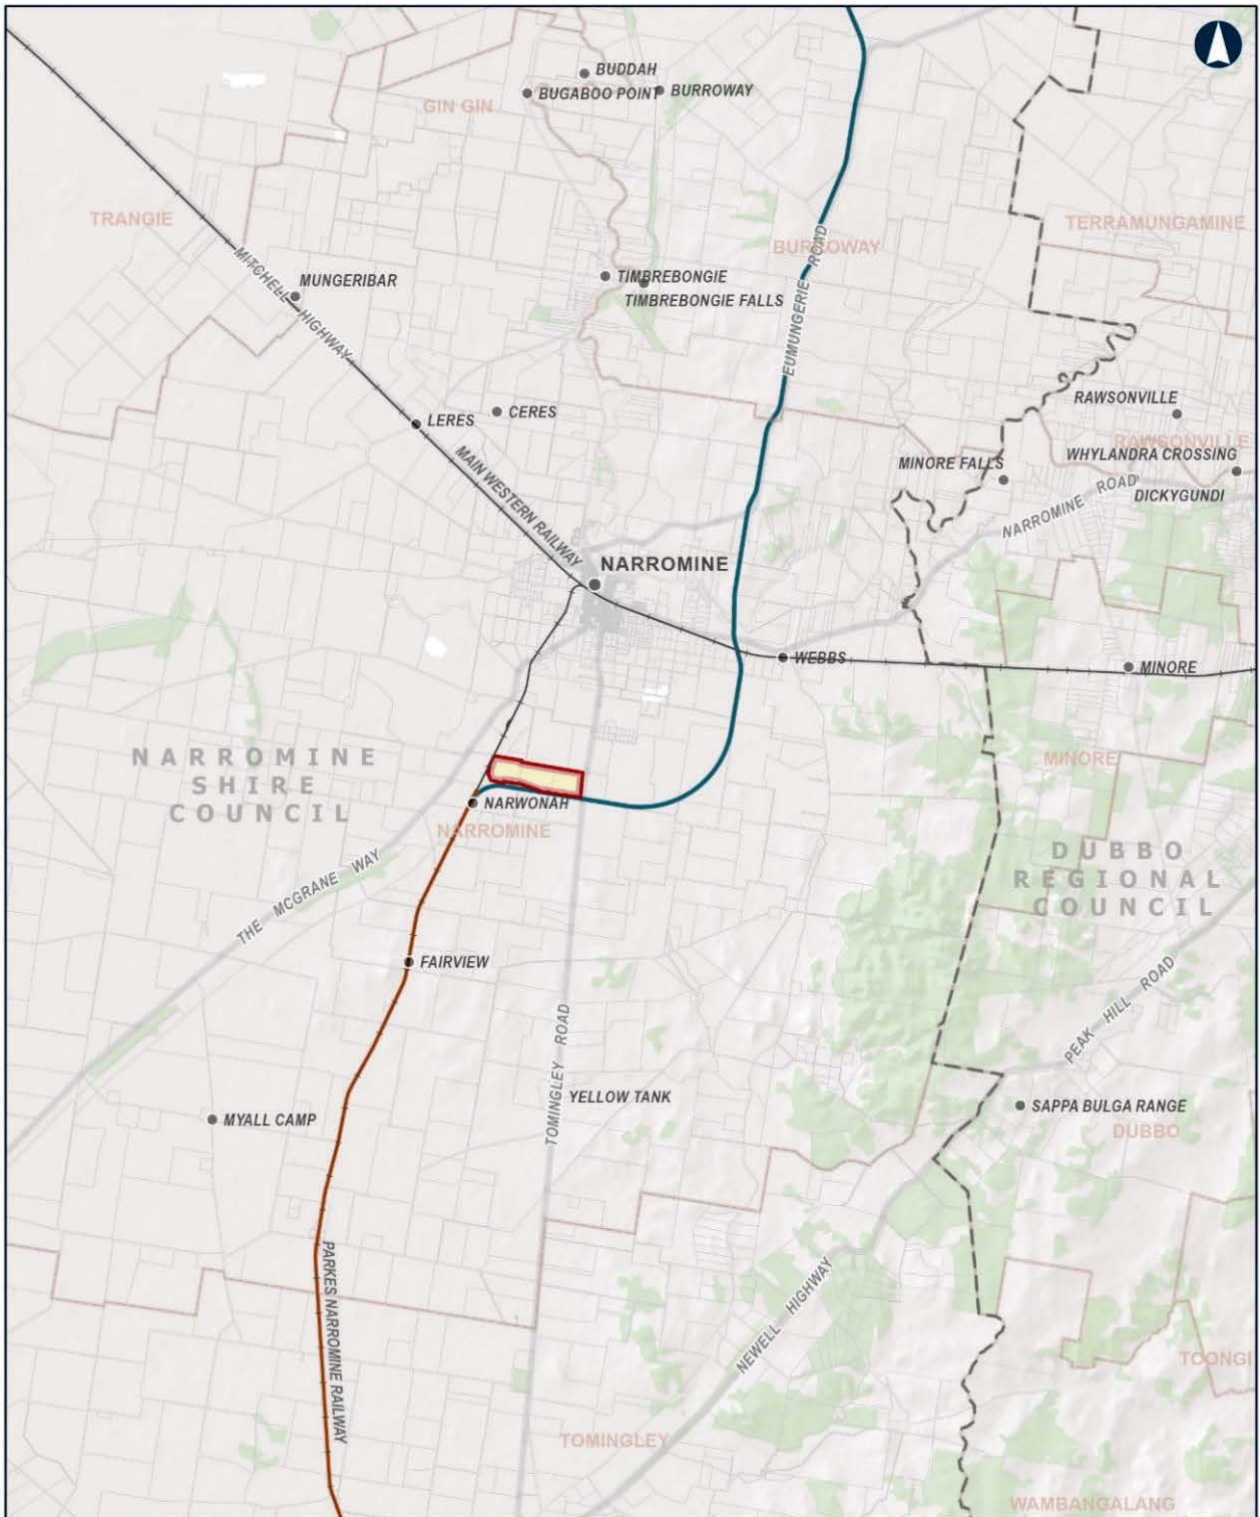 BUDDAH
BUGABOO POINT
BURROWAY
GIN GIN
TRANGIE
TERRAMUNGAMINE
BURROWAY
EUMUNGERIE ROAD
TIMBREBONGIE
TIMBREBONGIE FALLS
MUNGERIBAR
MITCHELL HIGHWAY
CERES
LERES
RAWSONVILLE
RAWSONVILLE
WHYLANDRA CROSSING
MINORE FALLS
DICKYGUNDI
NARROMINE ROAD
MAIN WESTERN RAILWAY
NARROMINE
WEBBS
MINORE
NARROMINE
SHIRE
COUNCIL
MINORE
NARWONAH
NARROMINE
DUBBO
REGIONAL
COUNCIL
THE MCGRANE WAY
FAIRVIEW
PEAK HILL ROAD
TOMINGLEY ROAD
YELLOW TANK
MYALL CAMP
SAPPA BULGA RANGE
DUBBO
PARKES NARROMINE RAILWAY
NEWELL HIGHWAY
TOONGI
TOMINGLEY
WAMBANGALANG